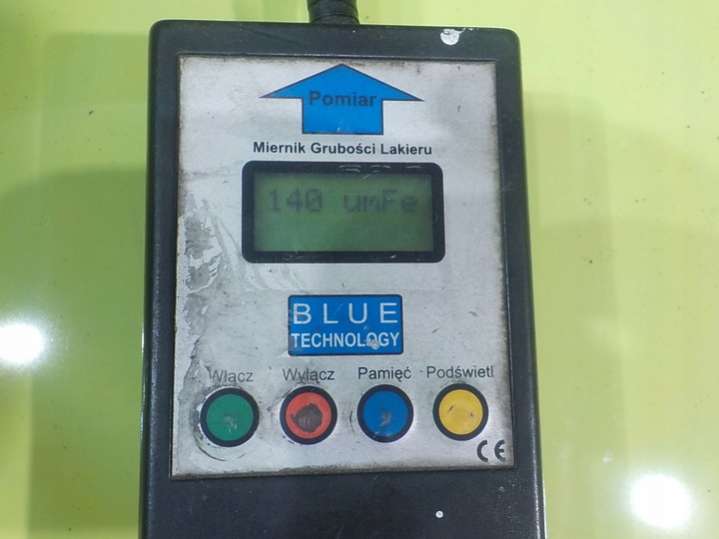 Pomiar
Miernik Grubości Lakieru
140 umFe
BLUE
TECHNOLOGY
Włącz Wyłącz Pamięć Podświetl
CE